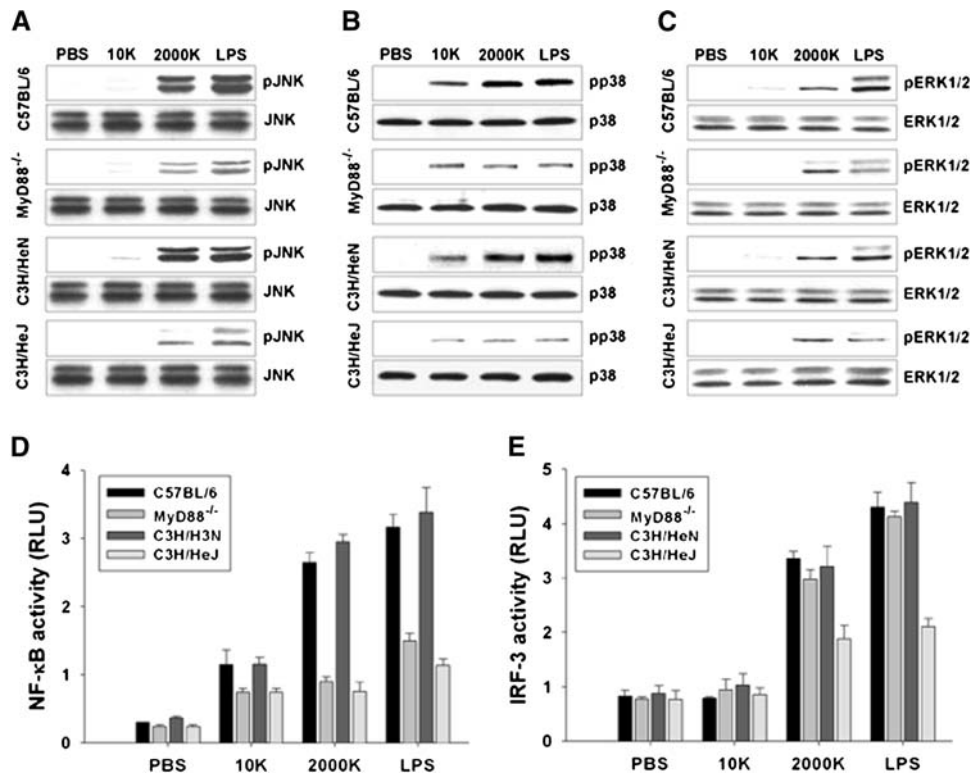 A
PBS 10K 2000K LPS
C57BL/6
pJNK
JNK
MyD88-/-
pJNK
JNK
C3H/HeN
pJNK
JNK
C3H/HeJ
pJNK
JNK
B
PBS 10K 2000K LPS
C57BL/6
pp38
p38
MyD88-/-
pp38
p38
C3H/HeN
pp38
p38
C3H/HeJ
pp38
p38
C
PBS 10K 2000K LPS
C57BL/6
pERK1/2
ERK1/2
MyD88-/-
pERK1/2
ERK1/2
C3H/HeN
pERK1/2
ERK1/2
C3H/HeJ
pERK1/2
ERK1/2
D
NF-κB activity (RLU)
4
3
2
1
0
C57BL/6
MyD88-/-
C3H/H3N
C3H/HeJ
PBS 10K 2000K LPS
E
IRF-3 activity (RLU)
5
4
3
2
1
0
C57BL/6
MyD88-/-
C3H/HeN
C3H/HeJ
PBS 10K 2000K LPS